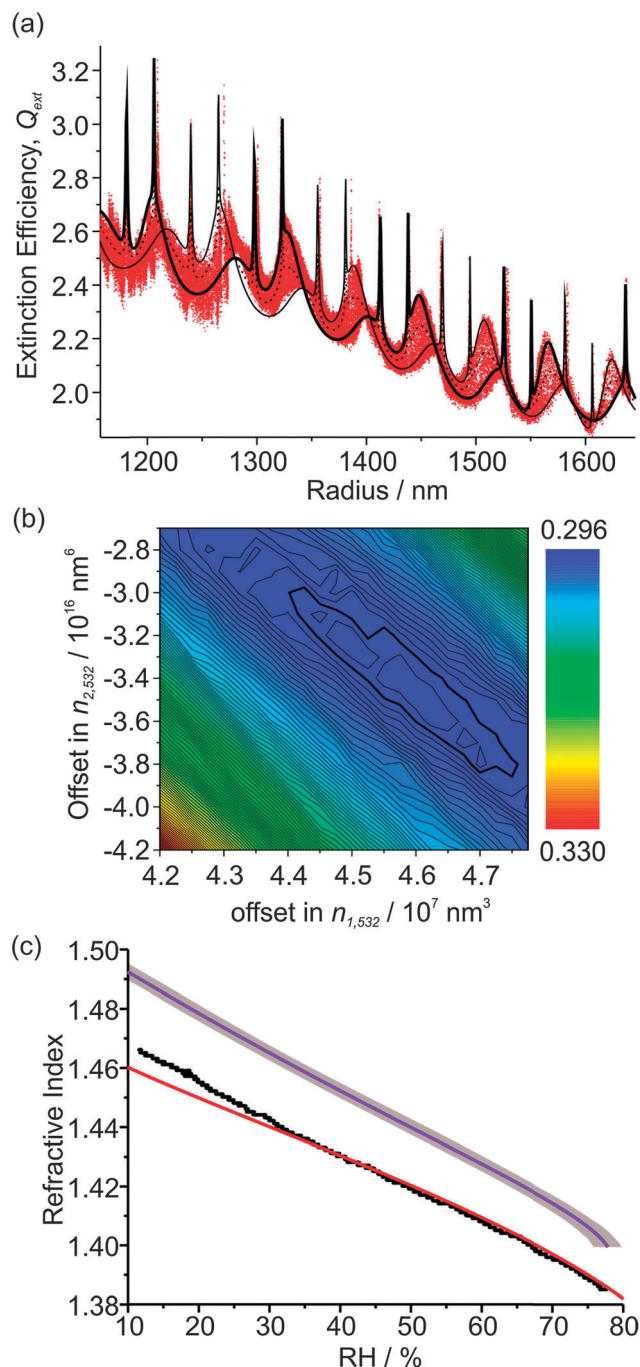 (a)
Extinction Efficiency, Q_ext
3.2
3.0
2.8
2.6
2.4
2.2
2.0
1200 1300 1400 1500 1600
Radius / nm
(b)
Offset in n_2,532 / 10^16 nm^6
-2.8
-3.0
-3.2
-3.4
-3.6
-3.8
-4.0
-4.2
4.2 4.3 4.4 4.5 4.6 4.7
offset in n_1,532 / 10^7 nm^3
0.296
0.330
(c)
Refractive Index
1.50
1.48
1.46
1.44
1.42
1.40
1.38
10 20 30 40 50 60 70 80
RH / %